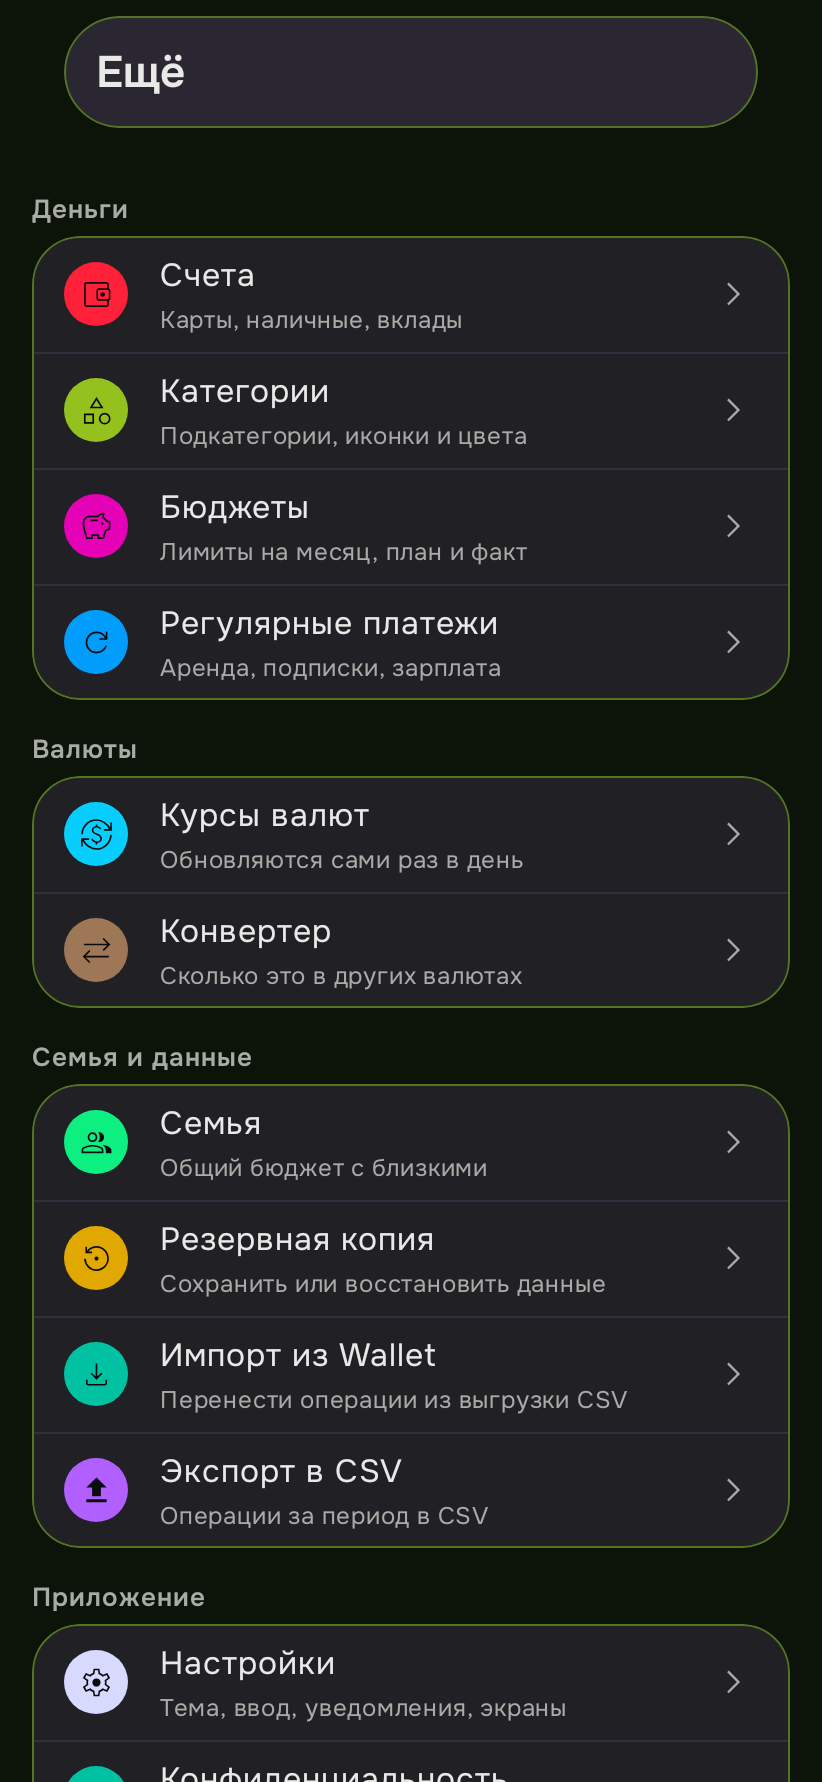 Ещё
Деньги
Счета
Карты, наличные, вклады
Категории
Подкатегории, иконки и цвета
Бюджеты
Лимиты на месяц, план и факт
Регулярные платежи
Аренда, подписки, зарплата
Валюты
Курсы валют
Обновляются сами раз в день
Конвертер
Сколько это в других валютах
Семья и данные
Семья
Общий бюджет с близкими
Резервная копия
Сохранить или восстановить данные
Импорт из Wallet
Перенести операции из выгрузки CSV
Экспорт в CSV
Операции за период в CSV
Приложение
Настройки
Тема, ввод, уведомления, экраны
Конфиденциальность